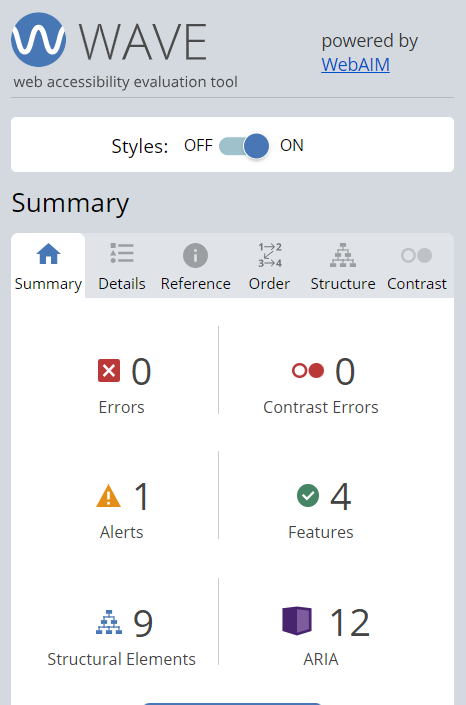 WAVE
web accessibility evaluation tool
powered by
WebAIM
Styles: OFF ON
Summary
Summary Details Reference Order Structure Contrast
0 0
Errors Contrast Errors
1 4
Alerts Features
9 12
Structural Elements ARIA